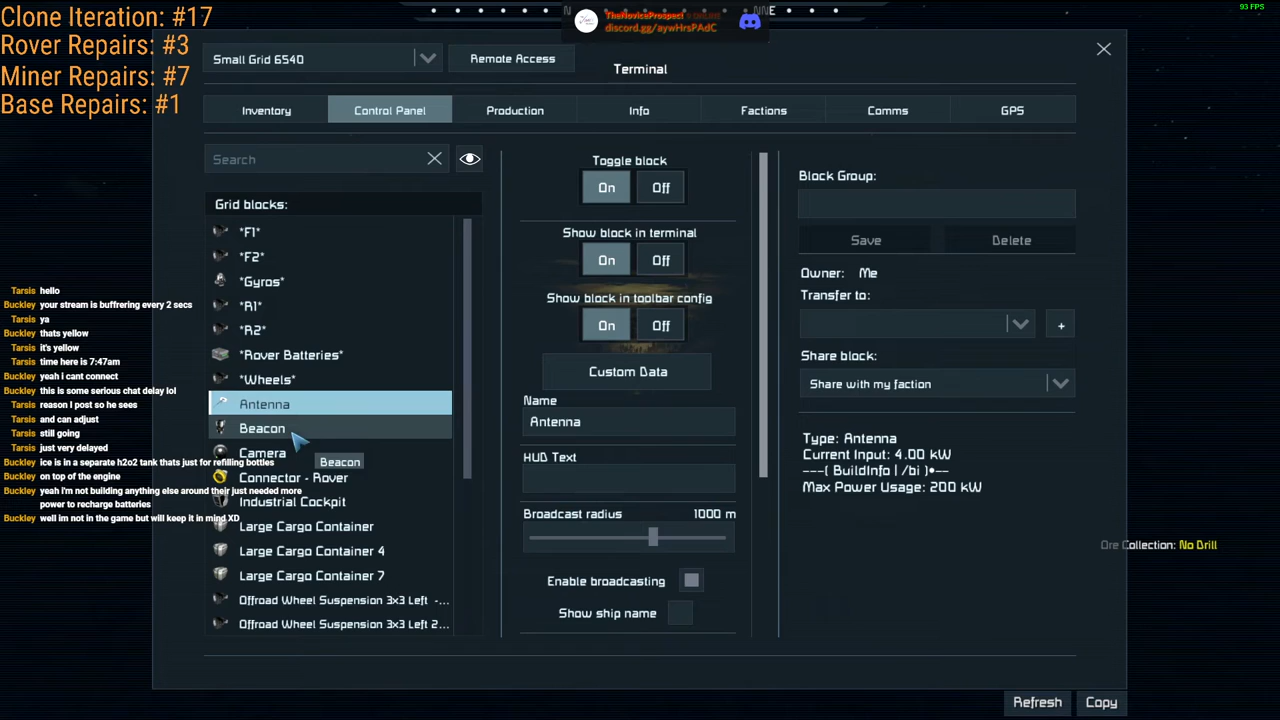 Clone Iteration: #17
Rover Repairs: #3
Miner Repairs: #7
Base Repairs: #1
NNE
TheNoviceProspect
discord.gg/aywHrsPAdC
93 FPS
Small Grid 6540
Remote Access
Terminal
Inventory
Control Panel
Production
Info
Factions
Comms
GPS
Search
Grid blocks:
*F1*
*F2*
*Gyros*
*R1*
*R2*
*Rover Batteries*
*Wheels*
Antenna
Beacon
Camera
Beacon
Connector - Rover
Industrial Cockpit
Large Cargo Container
Large Cargo Container 4
Large Cargo Container 7
Offroad Wheel Suspension 3x3 Left -...
Offroad Wheel Suspension 3x3 Left 2...
Toggle block
On Off
Show block in terminal
On Off
Show block in toolbar config
On Off
Custom Data
Name
Antenna
HUD Text
Broadcast radius 1000 m
Enable broadcasting
Show ship name
Block Group:
Save Delete
Owner: Me
Transfer to:
+
Share block:
Share with my faction
Type: Antenna
Current Input: 4.00 kW
---( BuildInfo | /bi )•--
Max Power Usage: 200 kW
Ore Collection: No Drill
Refresh Copy
Tarsis hello
Buckley your stream is buffrering every 2 secs
Tarsis ya
Buckley thats yellow
Tarsis it's yellow
Buckley time here is 7:47am
Buckley yeah i cant connect
Buckley this is some serious chat delay lol
Tarsis reason I post so he sees
Tarsis and can adjust
Tarsis still going
Tarsis just very delayed
Buckley ice is in a separate h2o2 tank thats just for refilling bottles
Buckley on top of the engine
Buckley yeah I'm not building anything else around their just needed more
power to recharge batteries
Buckley well im not in the game but will keep it in mind XD